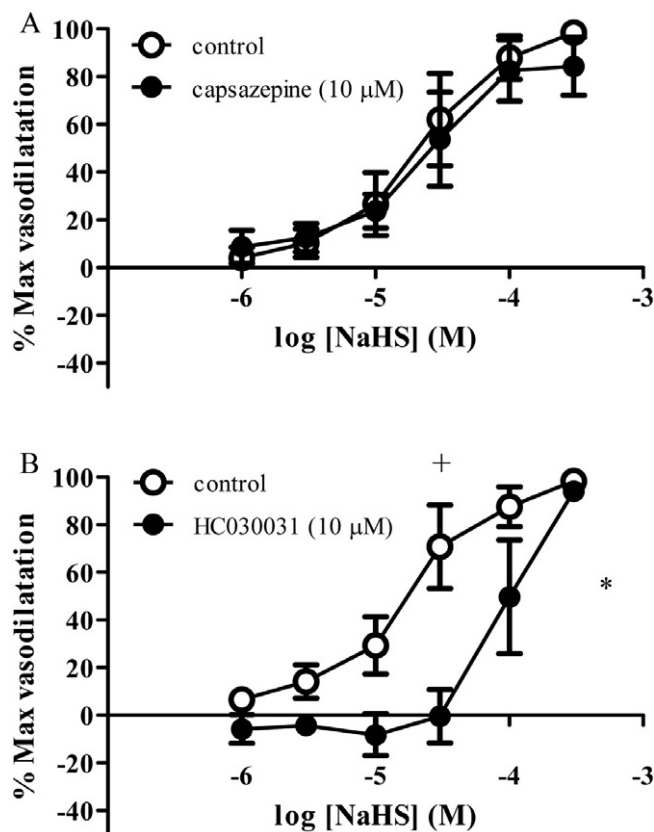 A
control
capsazepine (10 μM)
100
80
60
40
20
0
-20
-40
% Max vasodilatation
-6
-5
-4
-3
log [NaHS] (M)
B
+
control
HC030031 (10 μM)
*
100
80
60
40
20
0
-20
-40
% Max vasodilatation
-6
-5
-4
-3
log [NaHS] (M)